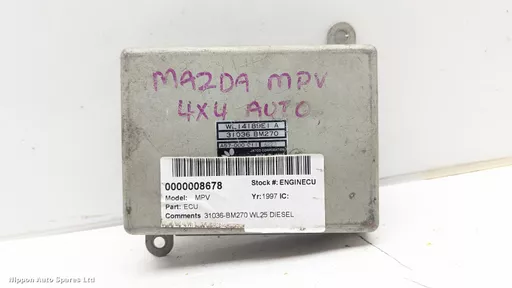 MAZDA MPV
4X4 AUTO
31036 BM270
0000008678
Stock #: ENGINECU
Model: MPV
Yr: 1997 IC:
Part: ECU
Comments 31036-BM270 WL25 DIESEL
Nippon Auto Spares Ltd